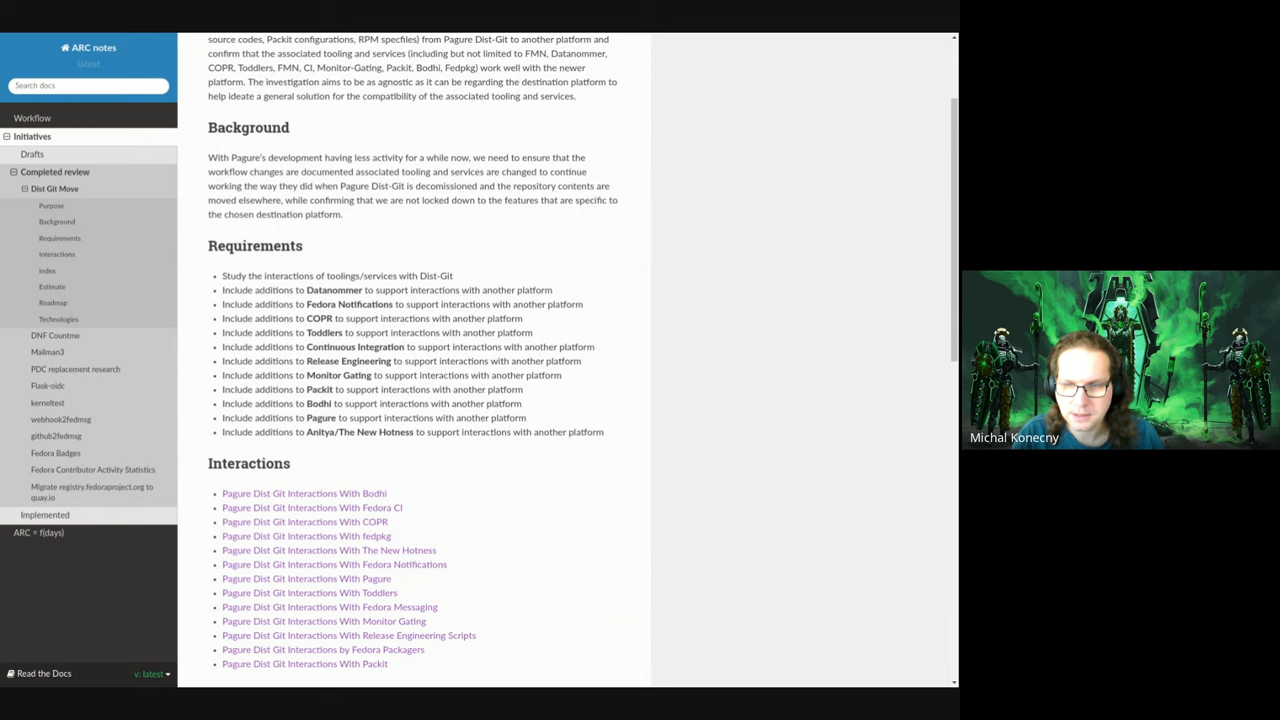 ARC notes
latest
Search docs
Workflow
Initiatives
Drafts
Completed review
Dist Git Move
Purpose
Background
Requirements
Interactions
Index
Estimate
Roadmap
Technologies
DNF Countme
Mailman3
PDC replacement research
Flask-oidc
kerneltest
webhook2fedmsg
github2fedmsg
Fedora Badges
Fedora Contributor Activity Statistics
Migrate registry.fedoraproject.org to
quay.io
Implemented
ARC = f(days)
Read the Docs
v: latest
source codes, Packit configurations, RPM specfiles) from Pagure Dist-Git to another platform and
confirm that the associated tooling and services (including but not limited to FMN, Datanommer,
COPR, Toddlers, FMN, CI, Monitor-Gating, Packit, Bodhi, Fedpkg) work well with the newer
platform. The investigation aims to be as agnostic as it can be regarding the destination platform to
help ideate a general solution for the compatibility of the associated tooling and services.
Background
With Pagure's development having less activity for a while now, we need to ensure that the
workflow changes are documented associated tooling and services are changed to continue
working the way they did when Pagure Dist-Git is decomissioned and the repository contents are
moved elsewhere, while confirming that we are not locked down to the features that are specific to
the chosen destination platform.
Requirements
Study the interactions of toolings/services with Dist-Git
Include additions to Datanommer to support interactions with another platform
Include additions to Fedora Notifications to support interactions with another platform
Include additions to COPR to support interactions with another platform
Include additions to Toddlers to support interactions with another platform
Include additions to Continuous Integration to support interactions with another platform
Include additions to Release Engineering to support interactions with another platform
Include additions to Monitor Gating to support interactions with another platform
Include additions to Packit to support interactions with another platform
Include additions to Bodhi to support interactions with another platform
Include additions to Pagure to support interactions with another platform
Include additions to Anitya/The New Hotness to support interactions with another platform
Interactions
Pagure Dist Git Interactions With Bodhi
Pagure Dist Git Interactions With Fedora CI
Pagure Dist Git Interactions With COPR
Pagure Dist Git Interactions With fedpkg
Pagure Dist Git Interactions With The New Hotness
Pagure Dist Git Interactions With Fedora Notifications
Pagure Dist Git Interactions With Pagure
Pagure Dist Git Interactions With Toddlers
Pagure Dist Git Interactions With Fedora Messaging
Pagure Dist Git Interactions With Monitor Gating
Pagure Dist Git Interactions With Release Engineering Scripts
Pagure Dist Git Interactions by Fedora Packagers
Pagure Dist Git Interactions With Packit
Michal Konecny